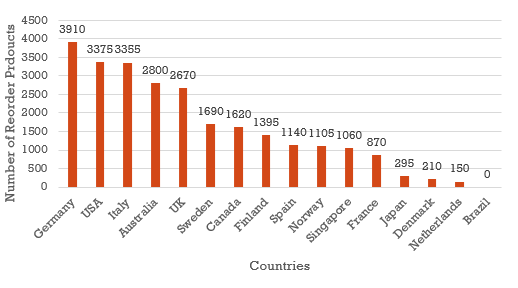 Number of Reorder Prdoucts
4500
4000
3500
3000
2500
2000
1500
1000
500
0
3910
3375
3355
2800
2670
1690
1620
1395
1140
1105
1060
870
295
210
150
0
Germany
USA
Italy
Australia
UK
Sweden
Canada
Finland
Spain
Norway
Singapore
France
Japan
Denmark
Netherlands
Brazil
Countries